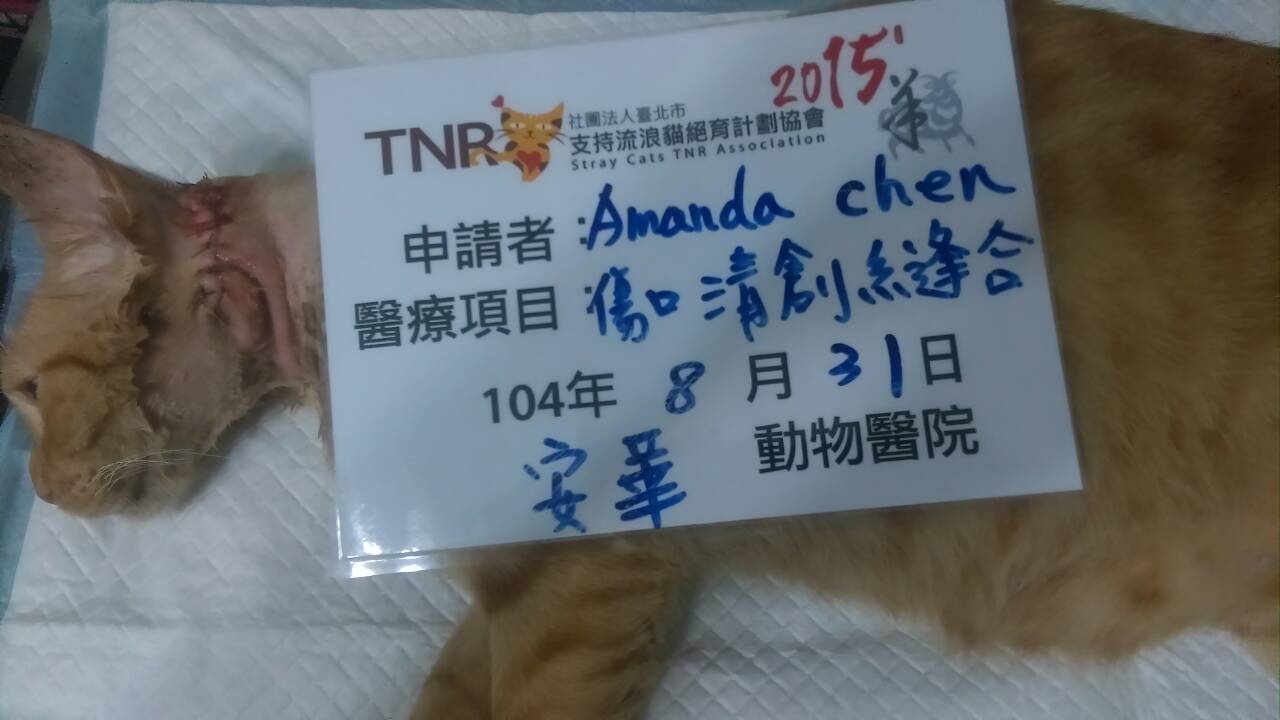 2015'
羊
TNR
社團法人臺北市
支持流浪貓絕育計劃協會
Stray Cats TNR Association
申請者：Amanda chen
醫療項目：傷口清創縫合
104年 8月31日
安華 動物醫院